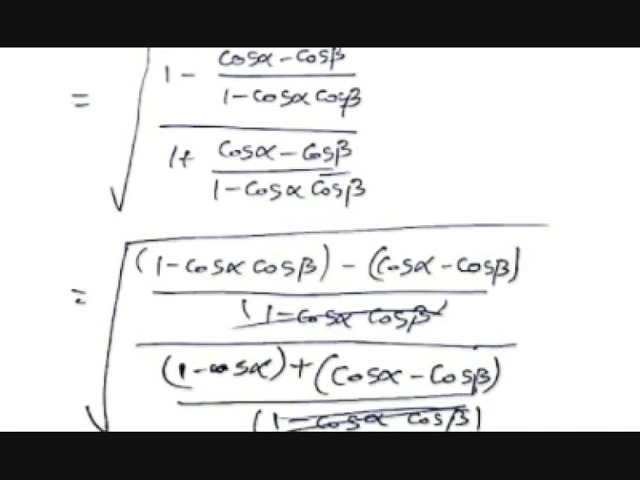 cosα - cosβ
1 - 
1 - cosα cosβ
=
1+ cosα - cosβ
1 - cosα cosβ
(1 - cosα cosβ) - (cosα - cosβ)
=
(1 - cosα cosβ)
(1 - cosα) + (cosα - cosβ)
(1 - cosα cosβ)